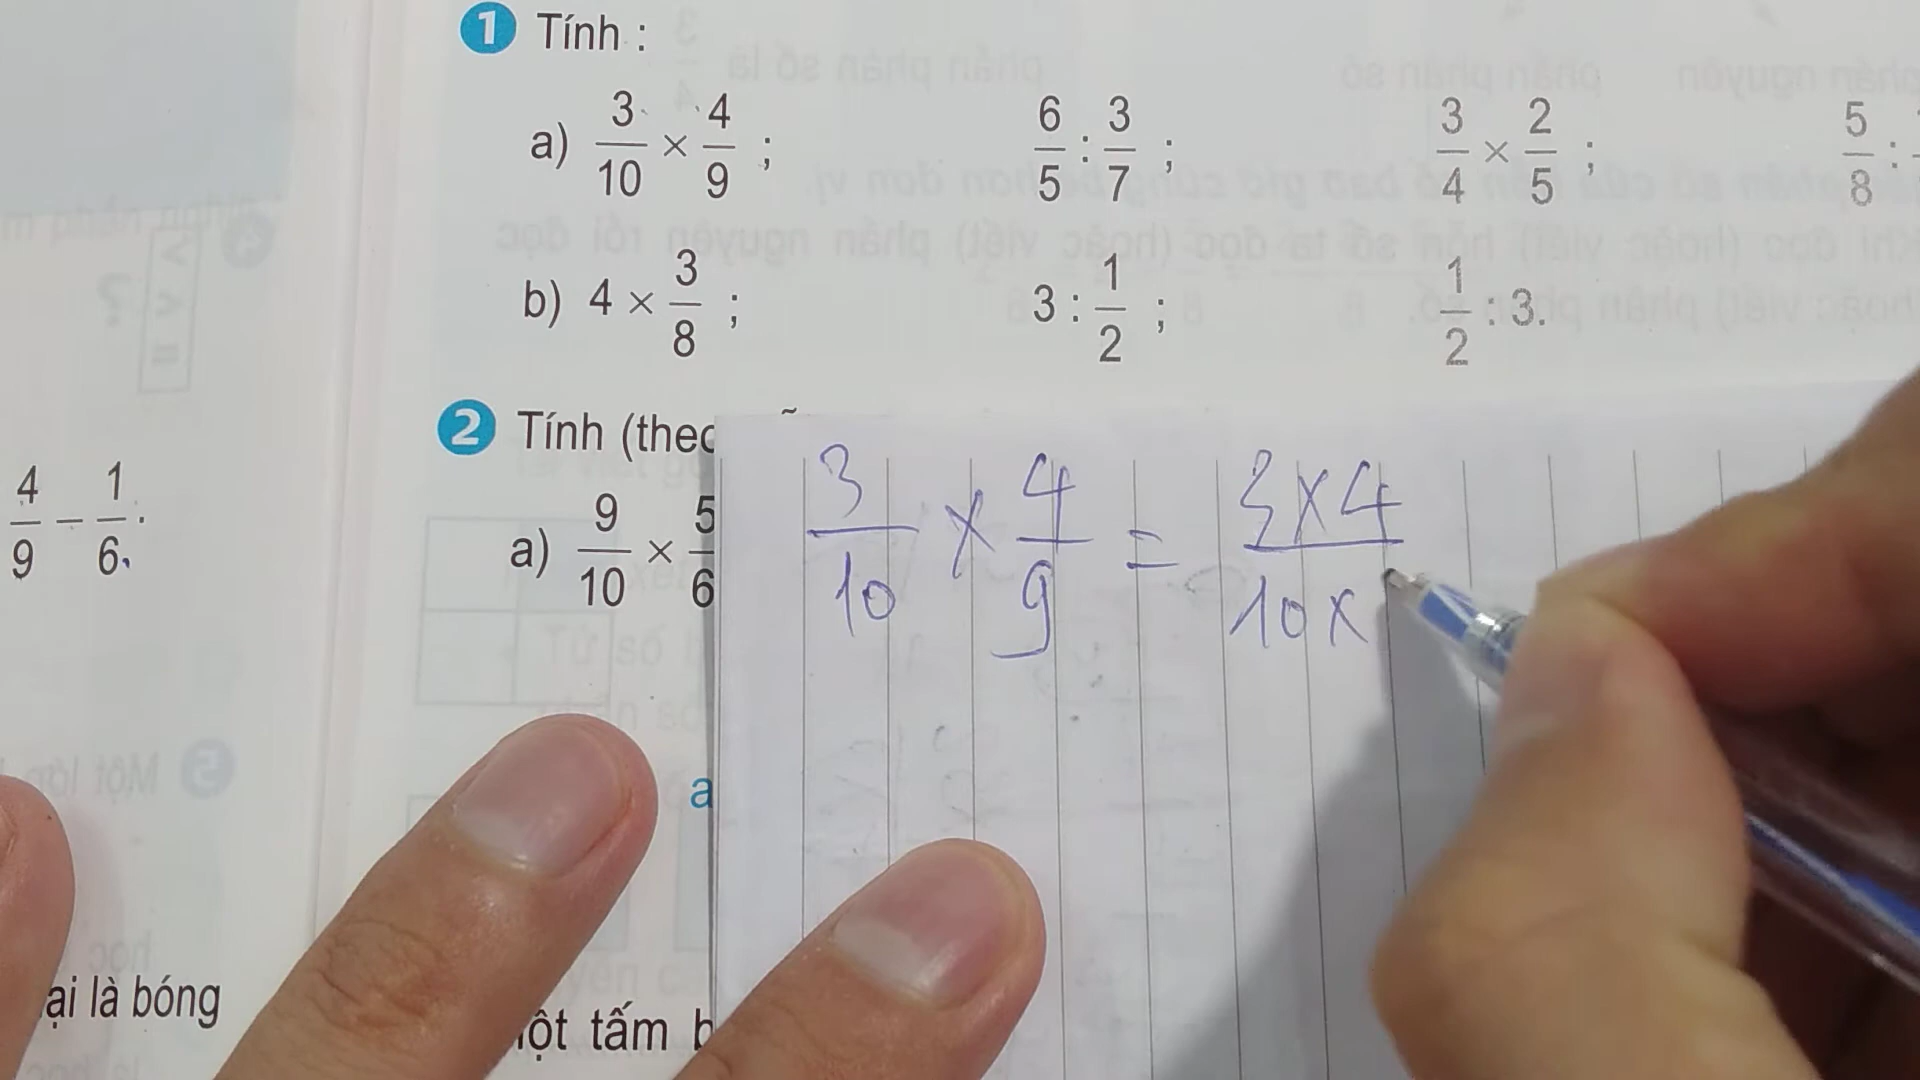 1 Tính :
a) 3/10 × 4/9 ; 6/5 : 3/7 ; 3/4 × 2/5 ; 5/8 :
b) 4 × 3/8 ; 3 : 1/2 ; 1/2 : 3.
2 Tính
a) 9/10 × 5/6
3/10 × 4/9 = 3×4/10×
4/9 − 1/6.
a
ại là bóng
ột tấm b